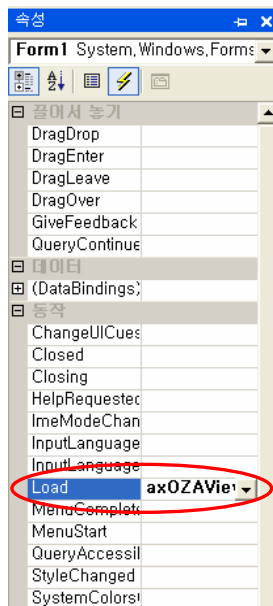 속성
Form1 System.Windows.Forms
끌어서 놓기
DragDrop
DragEnter
DragLeave
DragOver
GiveFeedback
QueryContinue
데이터
(DataBindings)
동작
ChangeUICues
Closed
Closing
HelpRequested
ImeModeChan
InputLanguage
InputLanguage
Load axOZAView
MenuComplete
MenuStart
QueryAccessil
StyleChanged
SystemColors